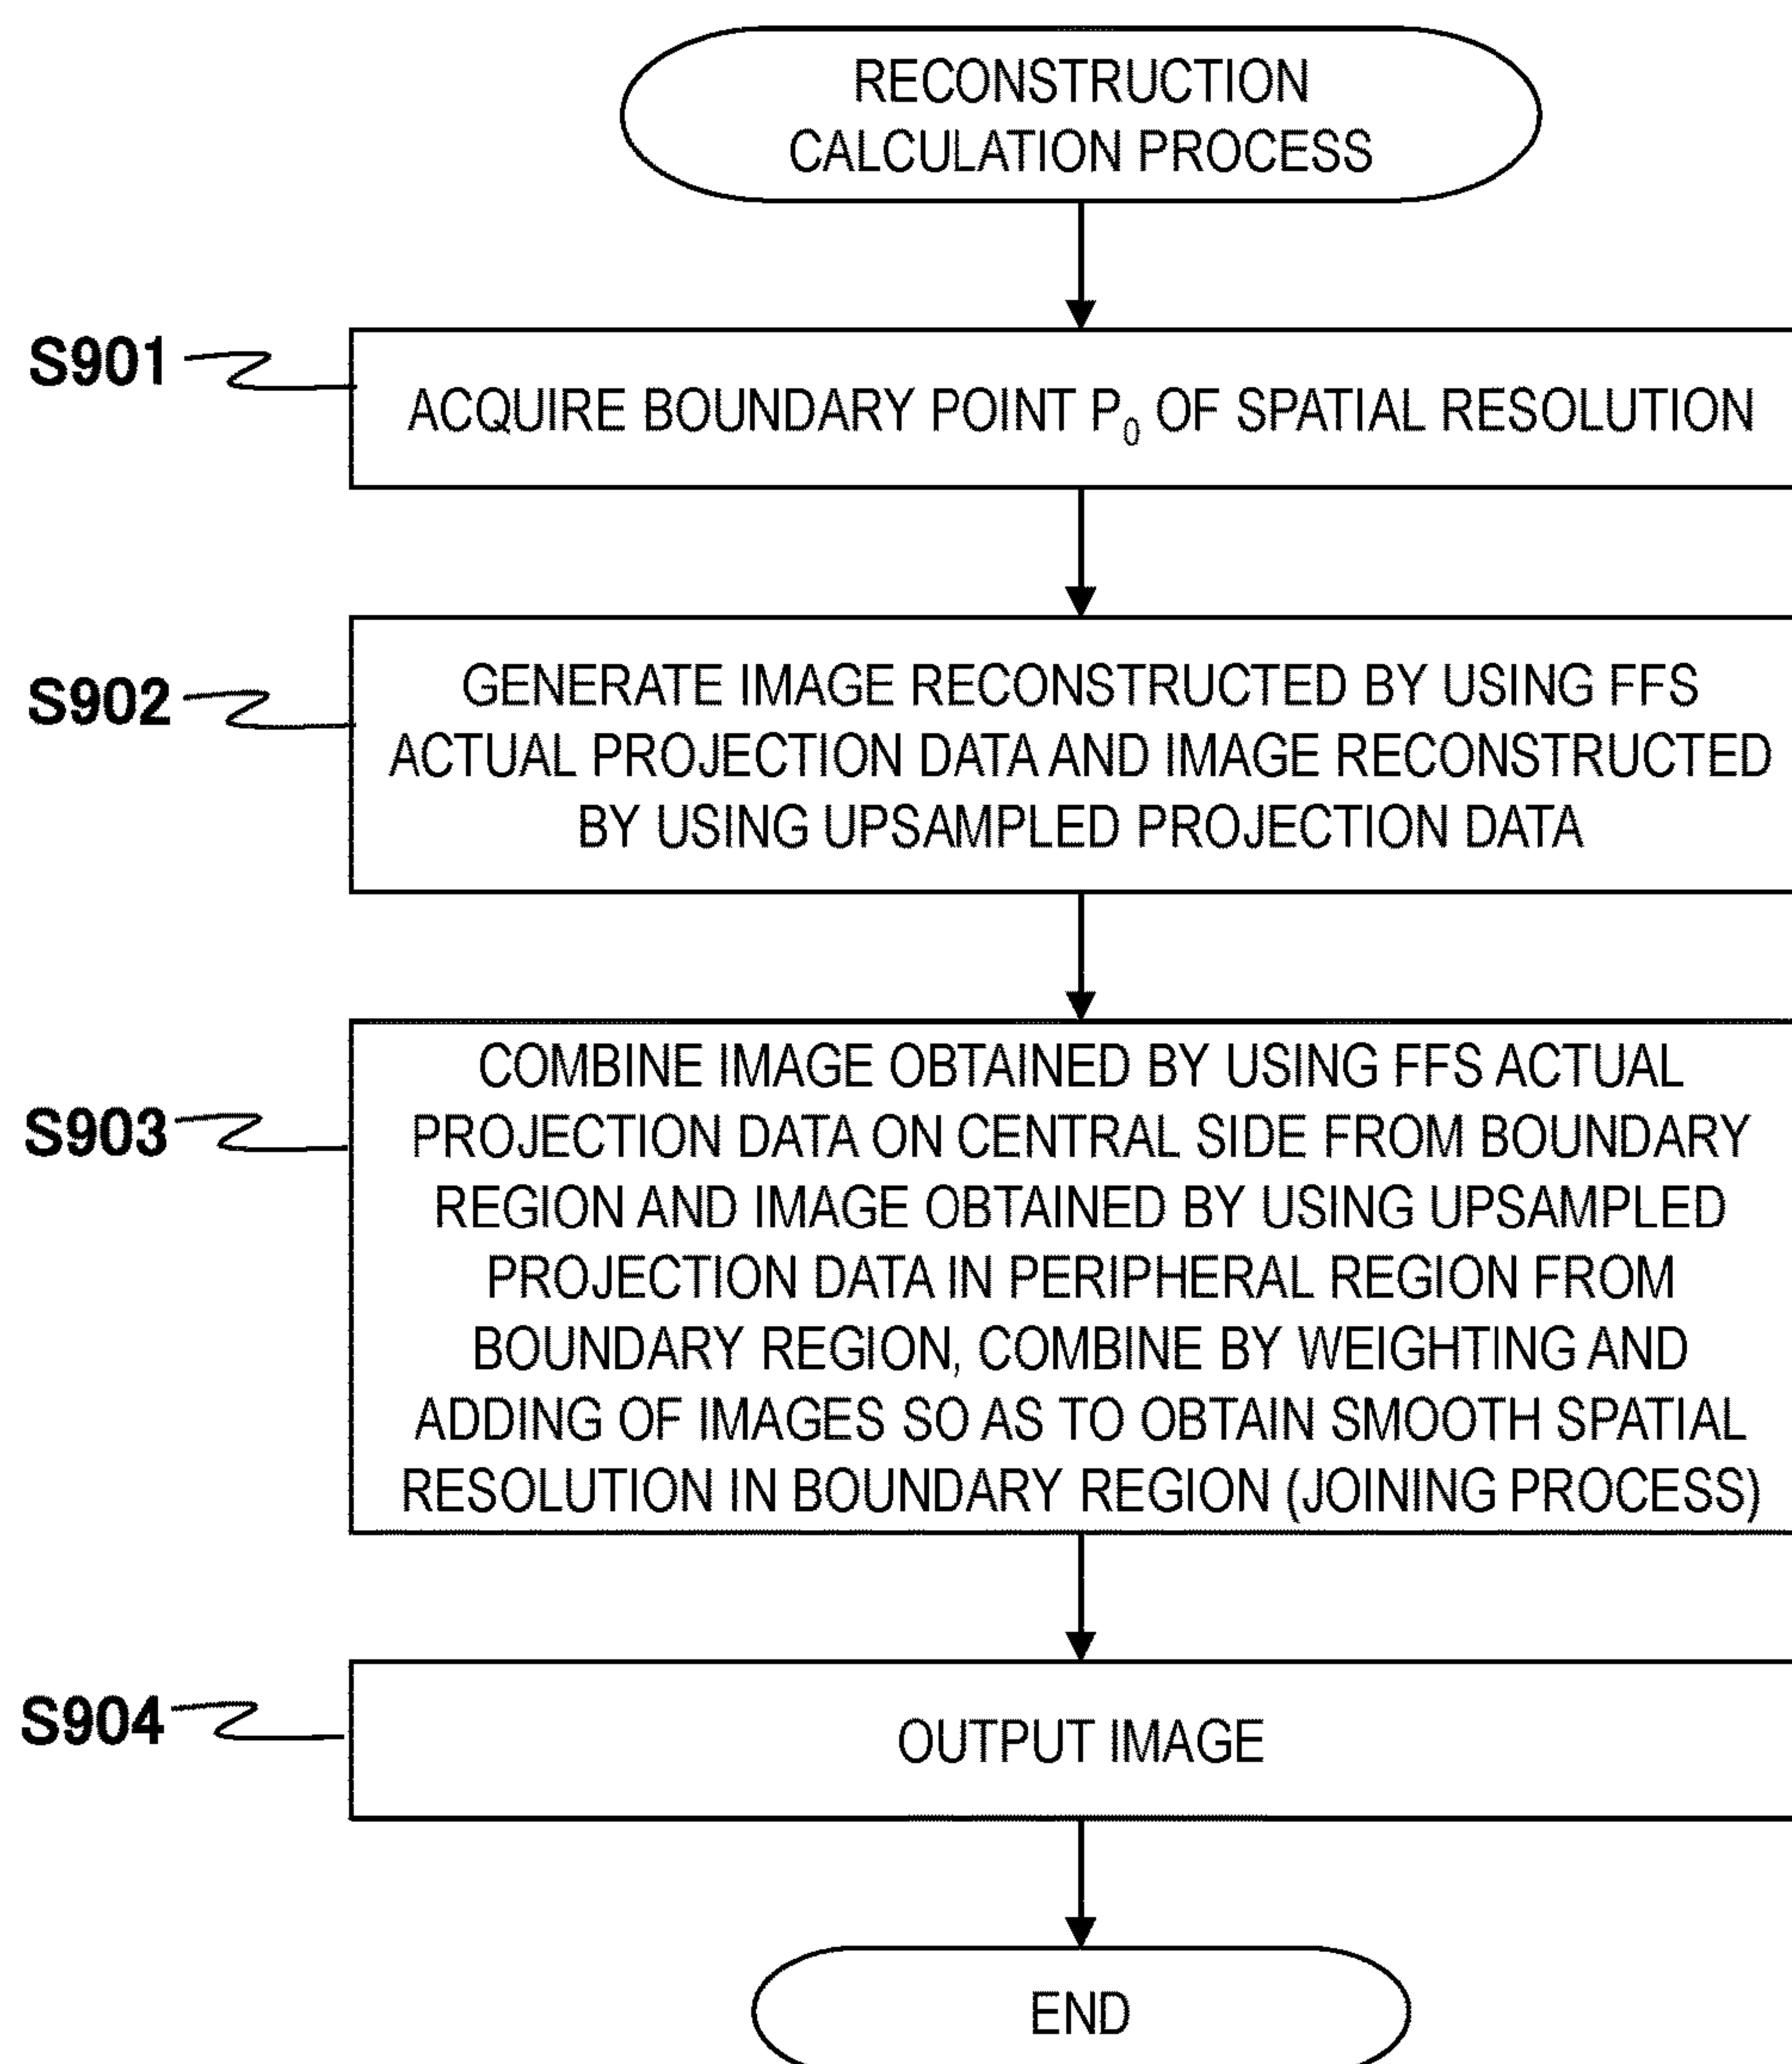 RECONSTRUCTION
CALCULATION PROCESS
S901
ACQUIRE BOUNDARY POINT P₀ OF SPATIAL RESOLUTION
S902
GENERATE IMAGE RECONSTRUCTED BY USING FFS
ACTUAL PROJECTION DATA AND IMAGE RECONSTRUCTED
BY USING UPSAMPLED PROJECTION DATA
S903
COMBINE IMAGE OBTAINED BY USING FFS ACTUAL
PROJECTION DATA ON CENTRAL SIDE FROM BOUNDARY
REGION AND IMAGE OBTAINED BY USING UPSAMPLED
PROJECTION DATA IN PERIPHERAL REGION FROM
BOUNDARY REGION, COMBINE BY WEIGHTING AND
ADDING OF IMAGES SO AS TO OBTAIN SMOOTH SPATIAL
RESOLUTION IN BOUNDARY REGION (JOINING PROCESS)
S904
OUTPUT IMAGE
END